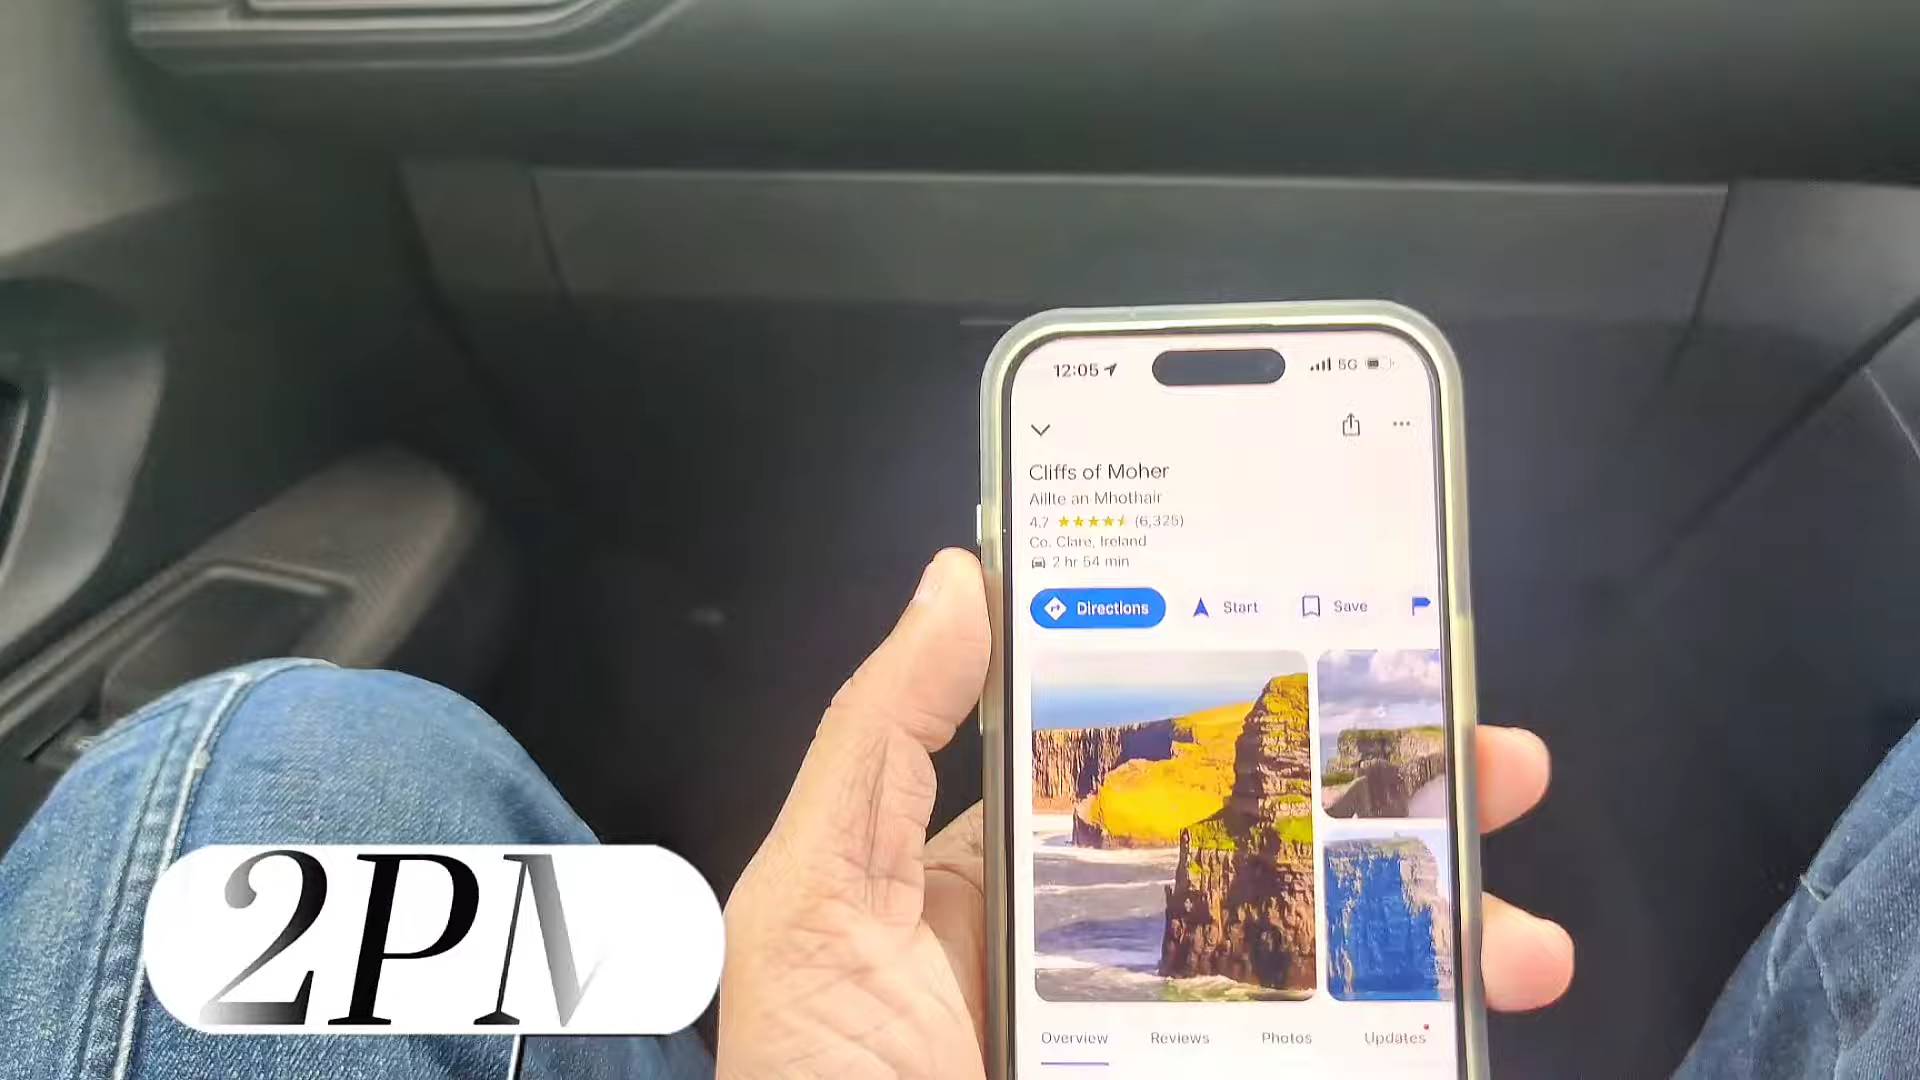 12:05
5G
Cliffs of Moher
Aillte an Mhothair
4.7 (6,325)
Co. Clare, Ireland
2 hr 54 min
Directions Start Save
Overview Reviews Photos Updates
2PM